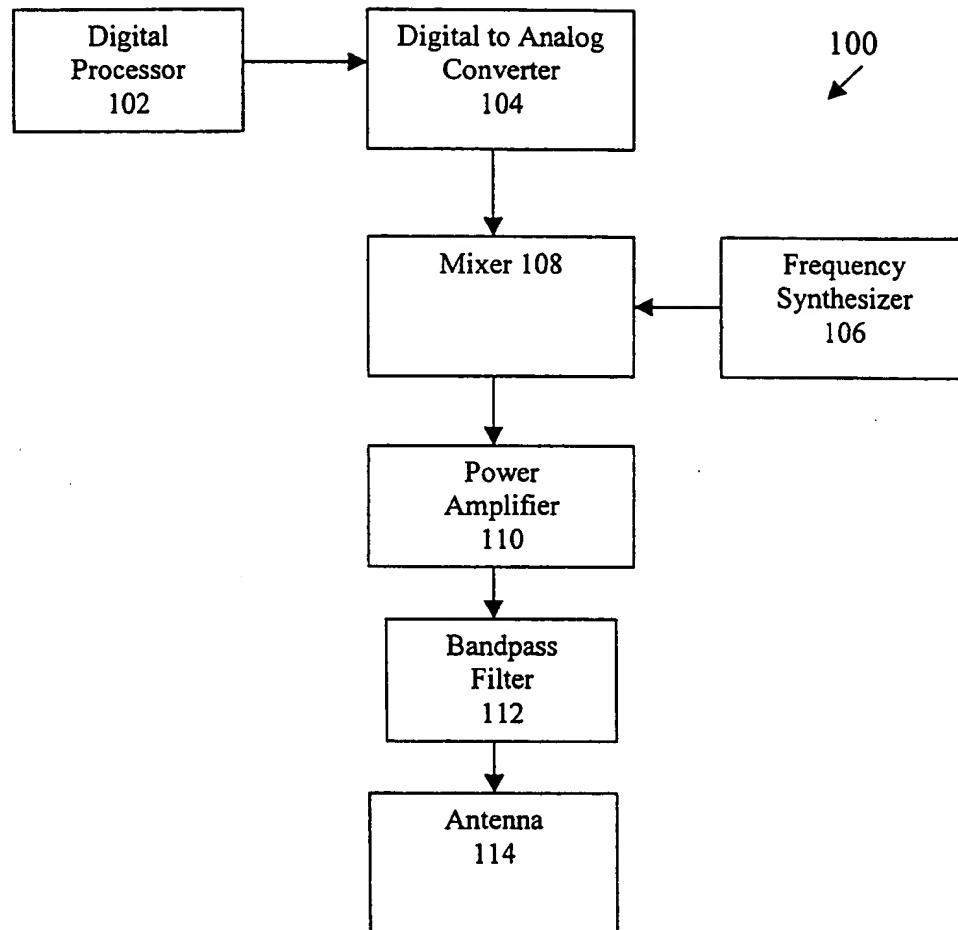 Digital
Processor
102
Digital to Analog
Converter
104
100
Mixer 108
Frequency
Synthesizer
106
Power
Amplifier
110
Bandpass
Filter
112
Antenna
114